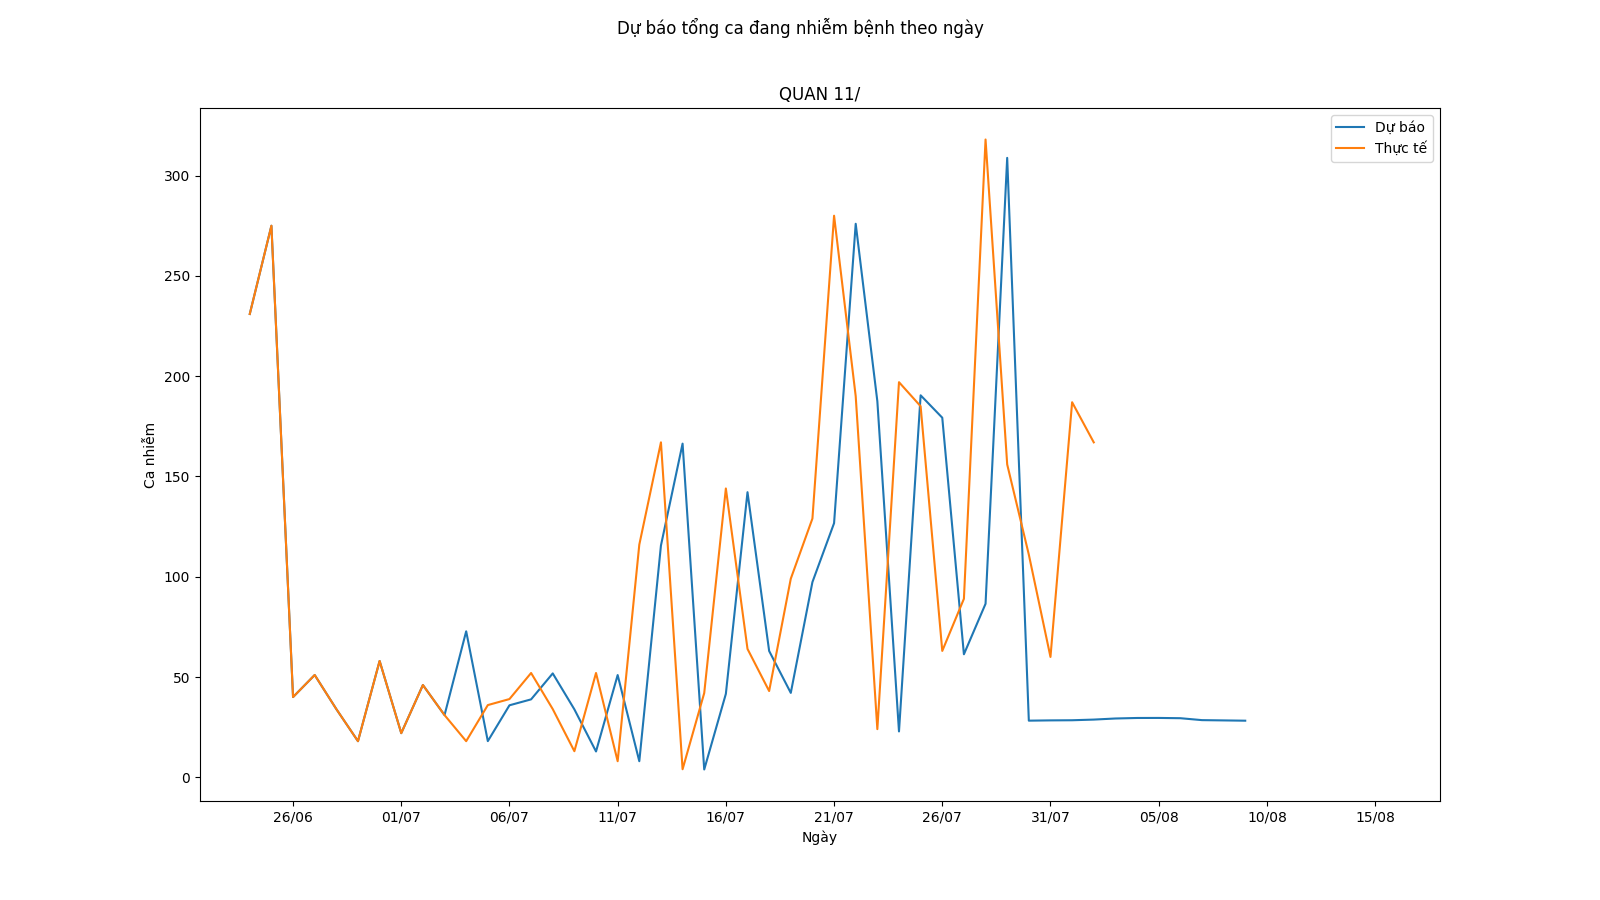 Dự báo tổng ca đang nhiễm bệnh theo ngày
QUAN 11/
Dự báo
Thực tế
Ca nhiễm
300
250
200
150
100
50
0
26/06 01/07 06/07 11/07 16/07 21/07 26/07 31/07 05/08 10/08 15/08
Ngày